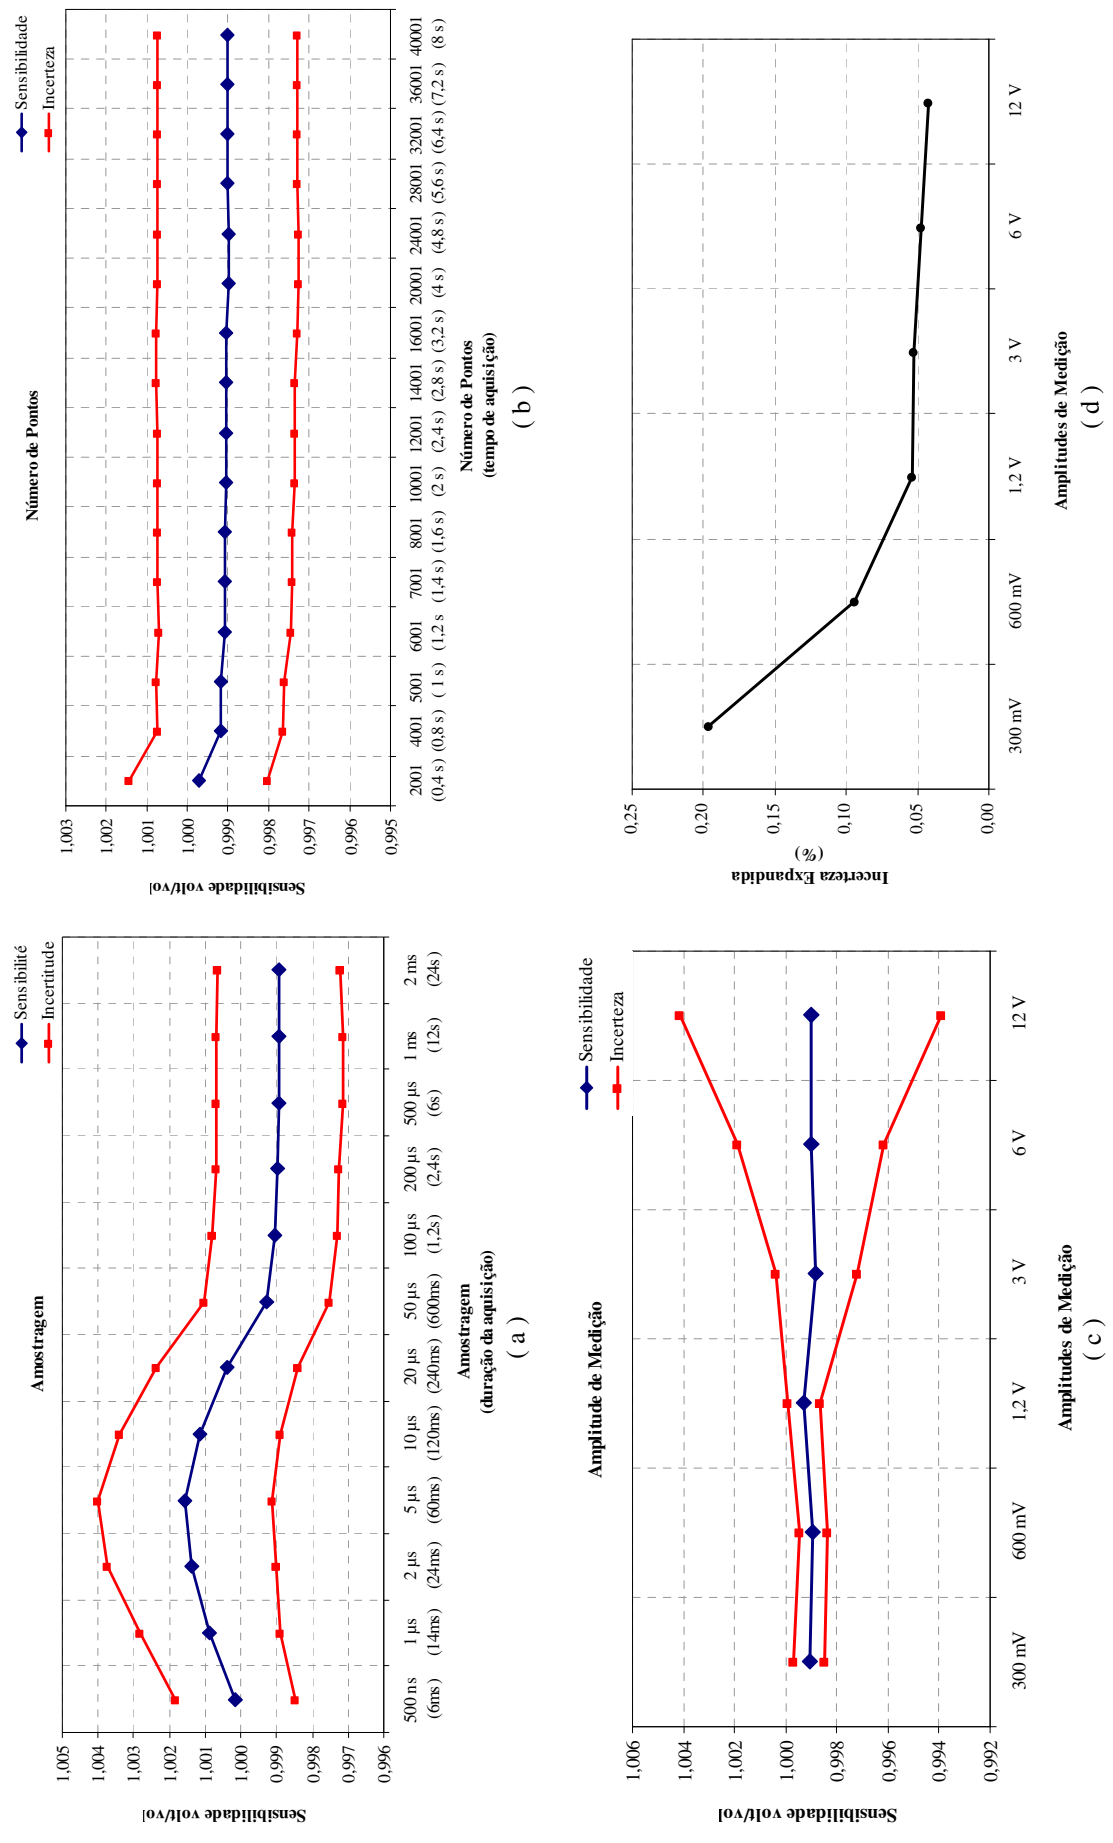 Amostragem
Sensibilité
Incertitude
Sensibilidade volt/vol
1,005
1,004
1,003
1,002
1,001
1,000
0,999
0,998
0,997
0,996
500 ns 1 µs 2 µs 5 µs 10 µs 20 µs 50 µs 100 µs 200 µs 500 µs 1 ms 2 ms
(6ms) (14ms) (24ms) (60ms) (120ms) (240ms) (600ms) (1,2s) (2,4s) (6s) (12s) (24s)
Amostragem
(duração da aquisição)
( a )
Número de Pontos
Sensibilidade
Incerteza
Sensibilidade volt/vol
1,003
1,002
1,001
1,000
0,999
0,998
0,997
0,996
0,995
2001 4001 5001 6001 7001 8001 10001 12001 14001 16001 20001 24001 28001 32001 36001 40001
(0,4 s) (0,8 s) (1 s) (1,2 s) (1,4 s) (1,6 s) (2 s) (2,4 s) (2,8 s) (3,2 s) (4 s) (4,8 s) (5,6 s) (6,4 s) (7,2 s) (8 s)
Número de Pontos
(tempo de aquisição)
( b )
Amplitude de Medição
Sensibilidade
Incerteza
Sensibilidade volt/vol
1,006
1,004
1,002
1,000
0,998
0,996
0,994
0,992
300 mV 600 mV 1,2 V 3 V 6 V 12 V
Amplitudes de Medição
( c )
Incerteza Expandida
(%)
0,25
0,20
0,15
0,10
0,05
0,00
300 mV 600 mV 1,2 V 3 V 6 V 12 V
Amplitudes de Medição
( d )